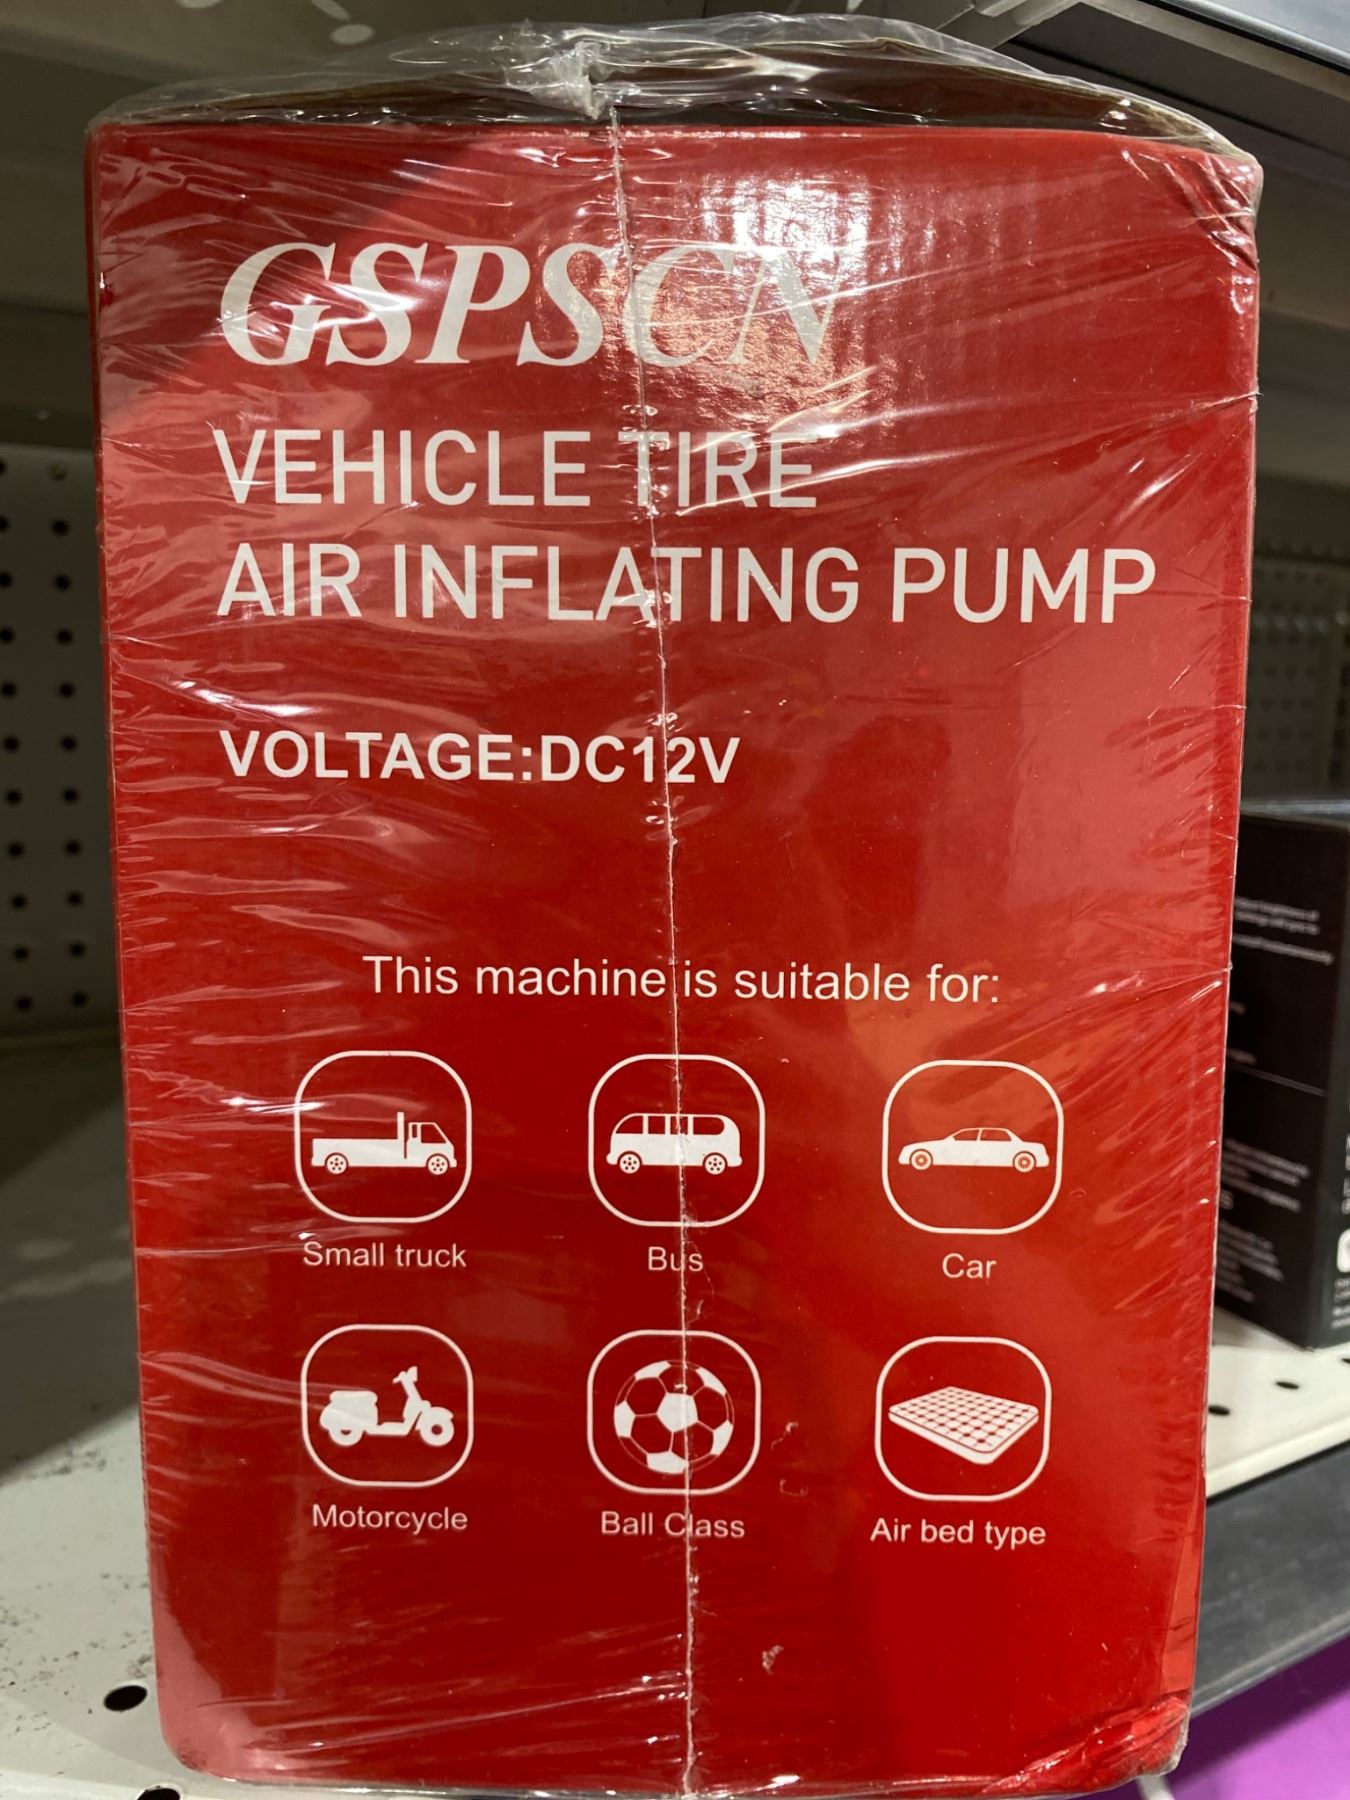 GSPSCN
VEHICLE TIRE
AIR INFLATING PUMP
VOLTAGE:DC12V
This machine is suitable for:
Small truck
Bus
Car
Motorcycle
Ball Class
Air bed type